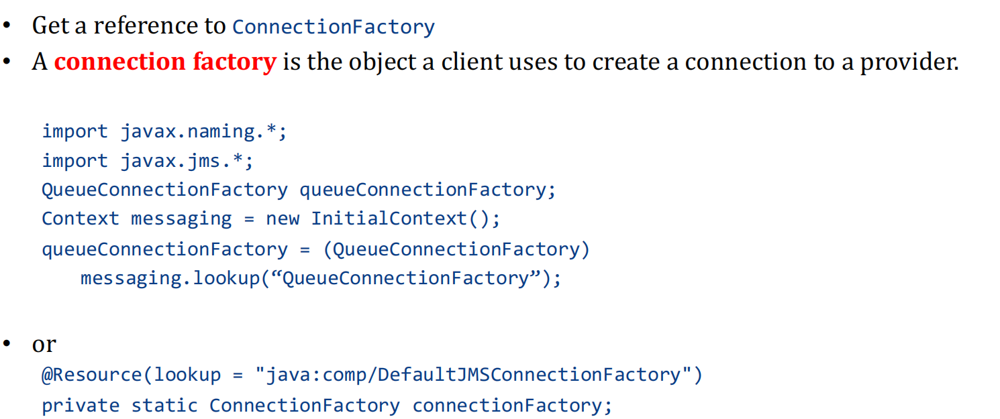 • Get a reference to ConnectionFactory
• A connection factory is the object a client uses to create a connection to a provider.
import javax.naming.*;
import javax.jms.*;
QueueConnectionFactory queueConnectionFactory;
Context messaging = new InitialContext();
queueConnectionFactory = (QueueConnectionFactory)
messaging.lookup(“QueueConnectionFactory”);
• or
@Resource(lookup = "java:comp/DefaultJMSConnectionFactory")
private static ConnectionFactory connectionFactory;